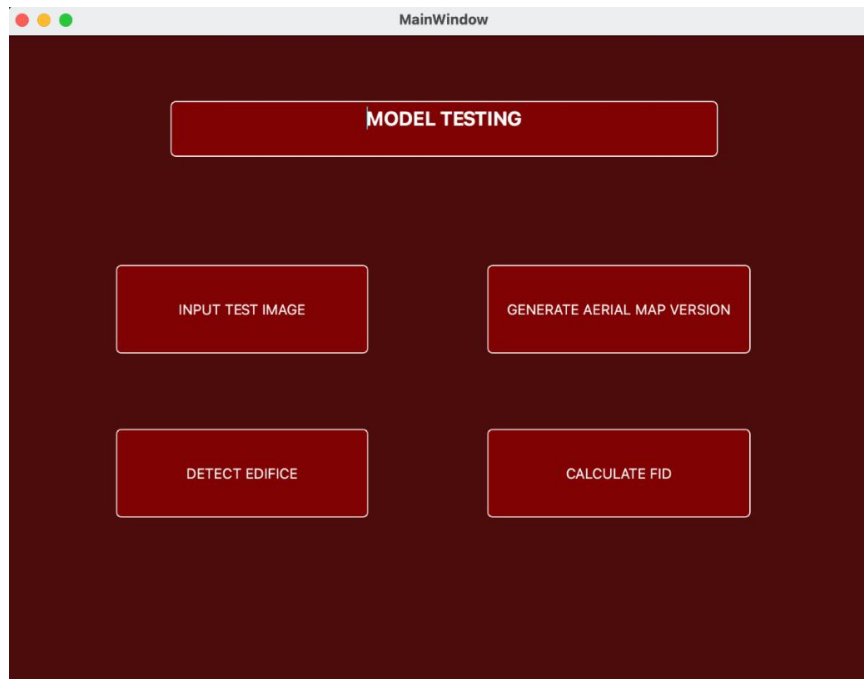 MainWindow
MODEL TESTING
INPUT TEST IMAGE
GENERATE AERIAL MAP VERSION
DETECT EDIFICE
CALCULATE FID